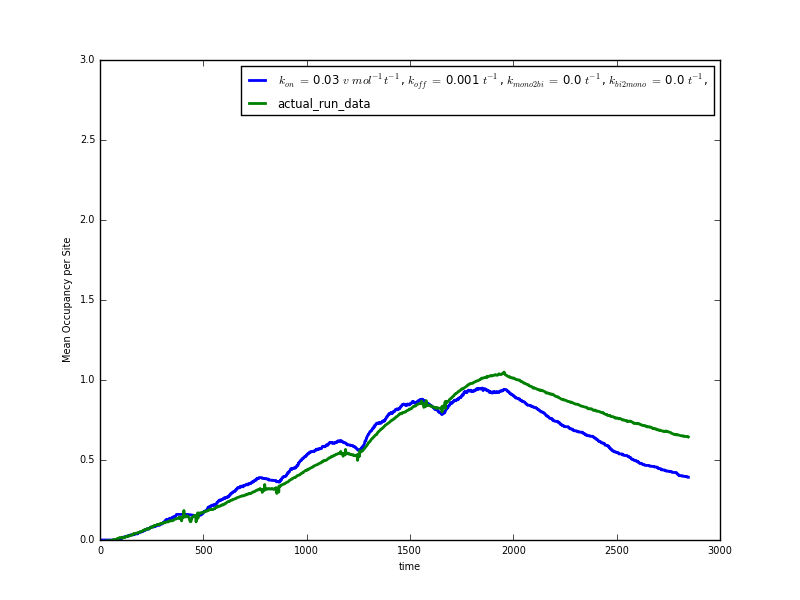 3.0
k_on = 0.03 v mol⁻¹t⁻¹, k_off = 0.001 t⁻¹, k_mono2bi = 0.0 t⁻¹, k_bi2mono = 0.0 t⁻¹,
actual_run_data
2.5
2.0
Mean Occupancy per Site
1.5
1.0
0.5
0.0
0 500 1000 1500 2000 2500 3000
time